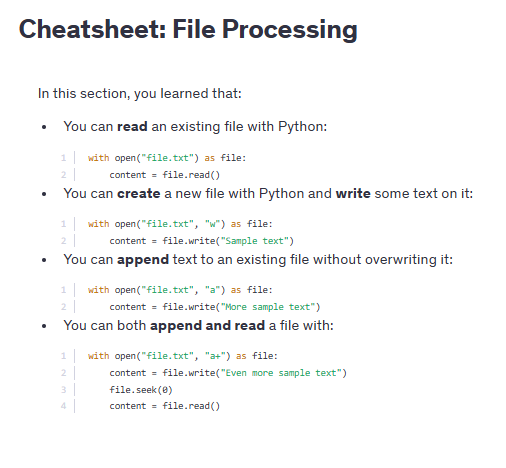 Cheatsheet: File Processing
In this section, you learned that:
• You can read an existing file with Python:
1 with open("file.txt") as file:
2     content = file.read()
• You can create a new file with Python and write some text on it:
1 with open("file.txt", "w") as file:
2     content = file.write("Sample text")
• You can append text to an existing file without overwriting it:
1 with open("file.txt", "a") as file:
2     content = file.write("More sample text")
• You can both append and read a file with:
1 with open("file.txt", "a+") as file:
2     content = file.write("Even more sample text")
3     file.seek(0)
4     content = file.read()